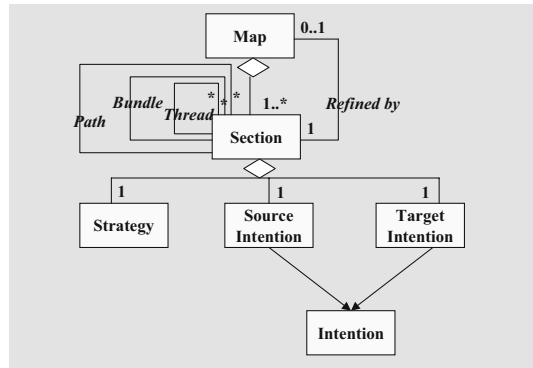 Map
0..1
Bundle
Thread
Path
*
*
*
1..*
Refined by
1
Section
1
1
1
Strategy
Source
Intention
Target
Intention
Intention